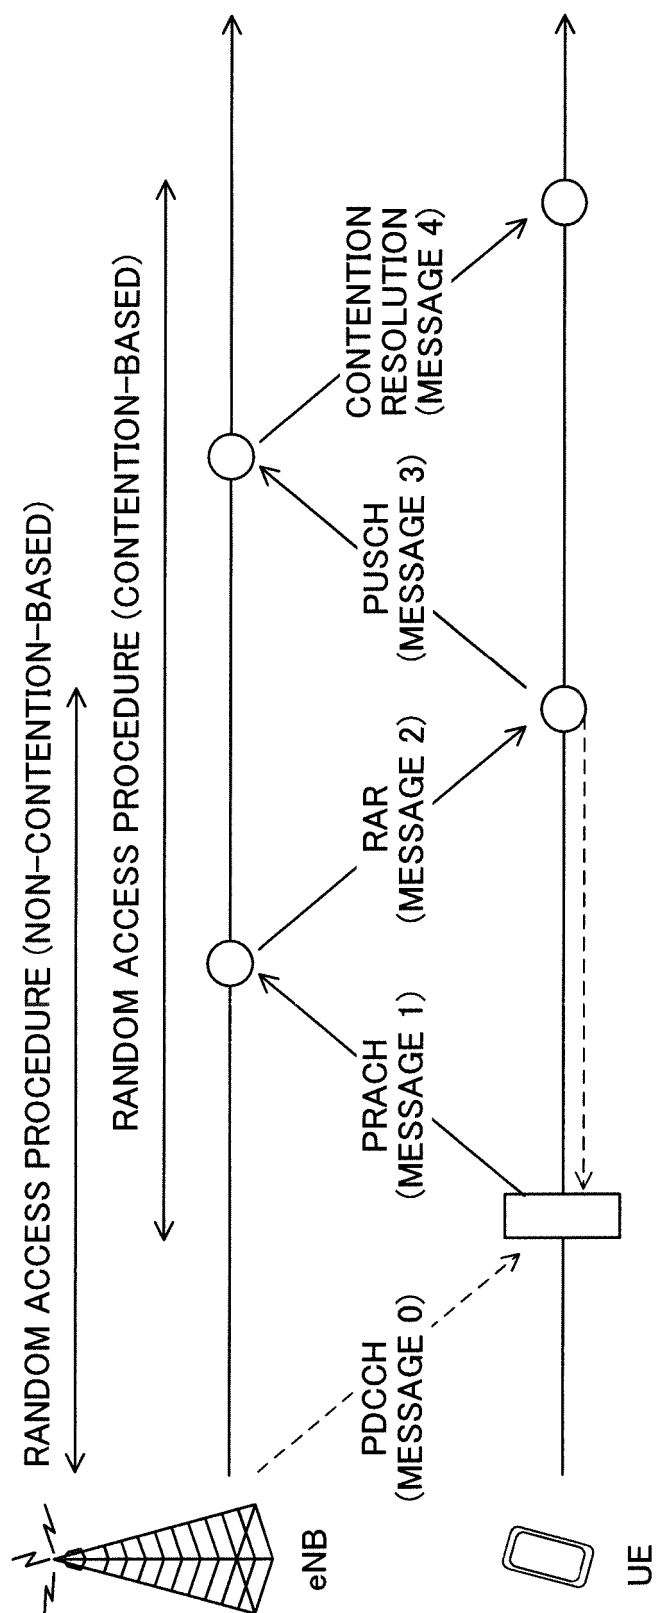 RANDOM ACCESS PROCEDURE (NON-CONTENTION-BASED)
RANDOM ACCESS PROCEDURE (CONTENTION-BASED)
eNB
PDCCH
(MESSAGE 0)
PRACH
(MESSAGE 1)
RAR
(MESSAGE 2)
PUSCH
(MESSAGE 3)
CONTENTION
RESOLUTION
(MESSAGE 4)
UE